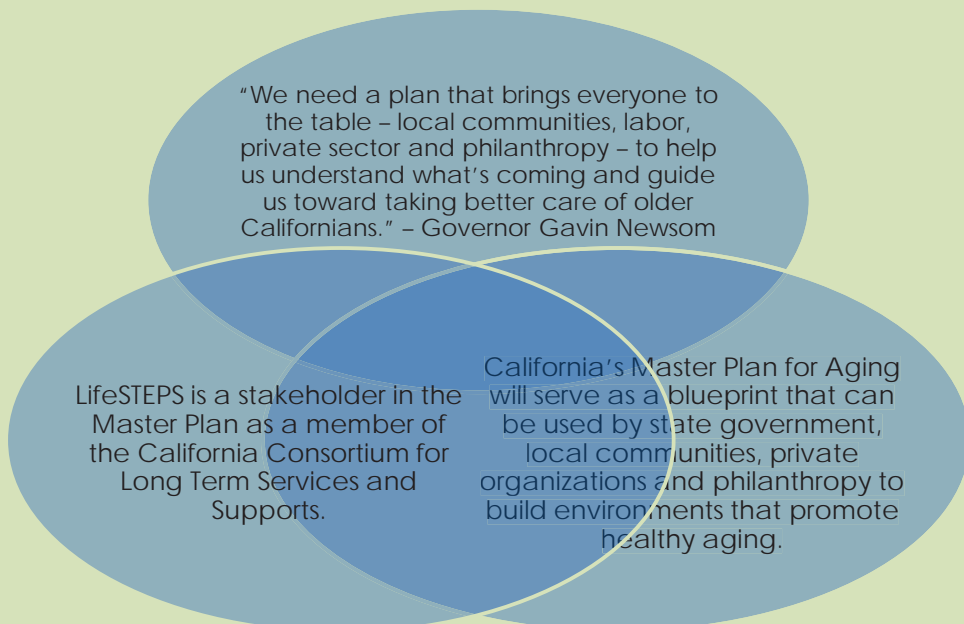 “We need a plan that brings everyone to
the table – local communities, labor,
private sector and philanthropy – to help
us understand what’s coming and guide
us toward taking better care of older
Californians.” – Governor Gavin Newsom
LifeSTEPS is a stakeholder in the
Master Plan as a member of
the California Consortium for
Long Term Services and
Supports.
California’s Master Plan for Aging
will serve as a blueprint that can
be used by state government,
local communities, private
organizations and philanthropy to
build environments that promote
healthy aging.